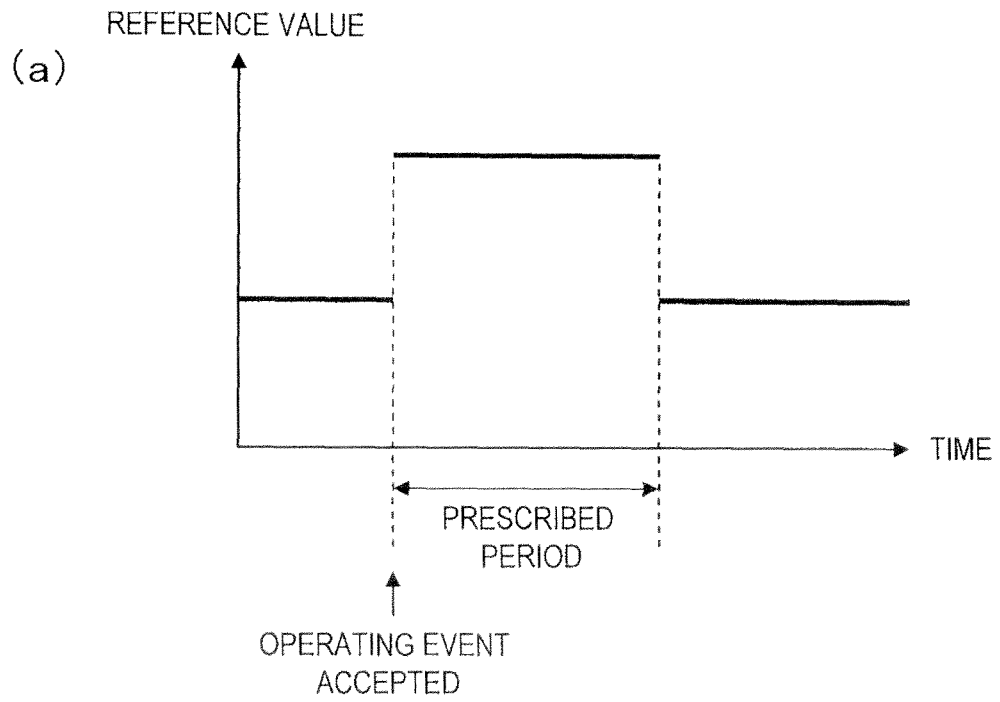 REFERENCE VALUE
(a)
TIME
PRESCRIBED
PERIOD
OPERATING EVENT
ACCEPTED